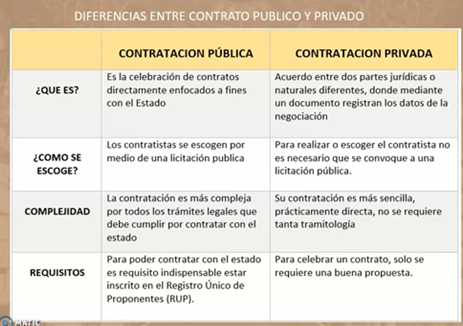 DIFERENCIAS ENTRE CONTRATO PUBLICO Y PRIVADO
CONTRATACION PÚBLICA
CONTRATACION PRIVADA
¿QUE ES?
Es la celebración de contratos
directamente enfocados a fines
con el Estado
Acuerdo entre dos partes jurídicas o
naturales diferentes, donde mediante
un documento registran los datos de la
negociación
¿COMO SE
ESCOGE?
Los contratistas se escogen por
medio de una licitación publica
Para realizar o escoger el contratista no
es necesario que se convoque a una
licitación pública.
COMPLEJIDAD
La contratación es más compleja
por todos los trámites legales que
debe cumplir por contratar con el
estado
Su contratación es más sencilla,
prácticamente directa, no se requiere
tanta tramitología
REQUISITOS
Para poder contratar con el estado
es requisito indispensable estar
inscrito en el Registro Único de
Proponentes (RUP).
Para celebrar un contrato, solo se
requiere una buena propuesta.
MATIC